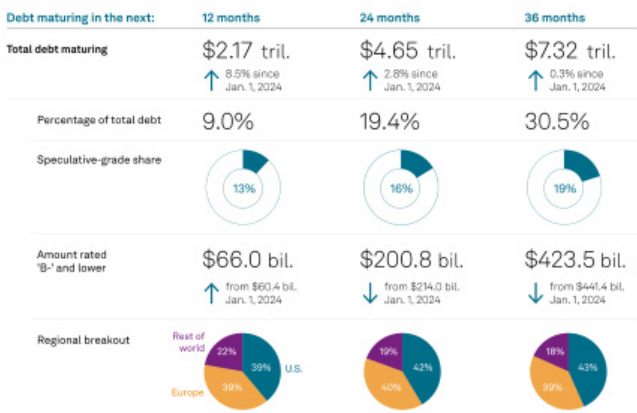 Debt maturing in the next: 12 months 24 months 36 months
Total debt maturing $2.17 tril. $4.65 tril. $7.32 tril.
8.5% since 2.8% since 0.3% since
Jan. 1, 2024 Jan. 1, 2024 Jan. 1, 2024
Percentage of total debt 9.0% 19.4% 30.5%
Speculative-grade share
13% 16% 19%
Amount rated $66.0 bil. $200.8 bil. $423.5 bil.
'B-' and lower
from $60.4 bil. from $214.0 bil. from $441.4 bil.
Jan. 1, 2024 Jan. 1, 2024 Jan. 1, 2024
Regional breakout Rest of
world 22% 19% 18%
39% U.S. 42% 43%
Europe 39% 40% 39%